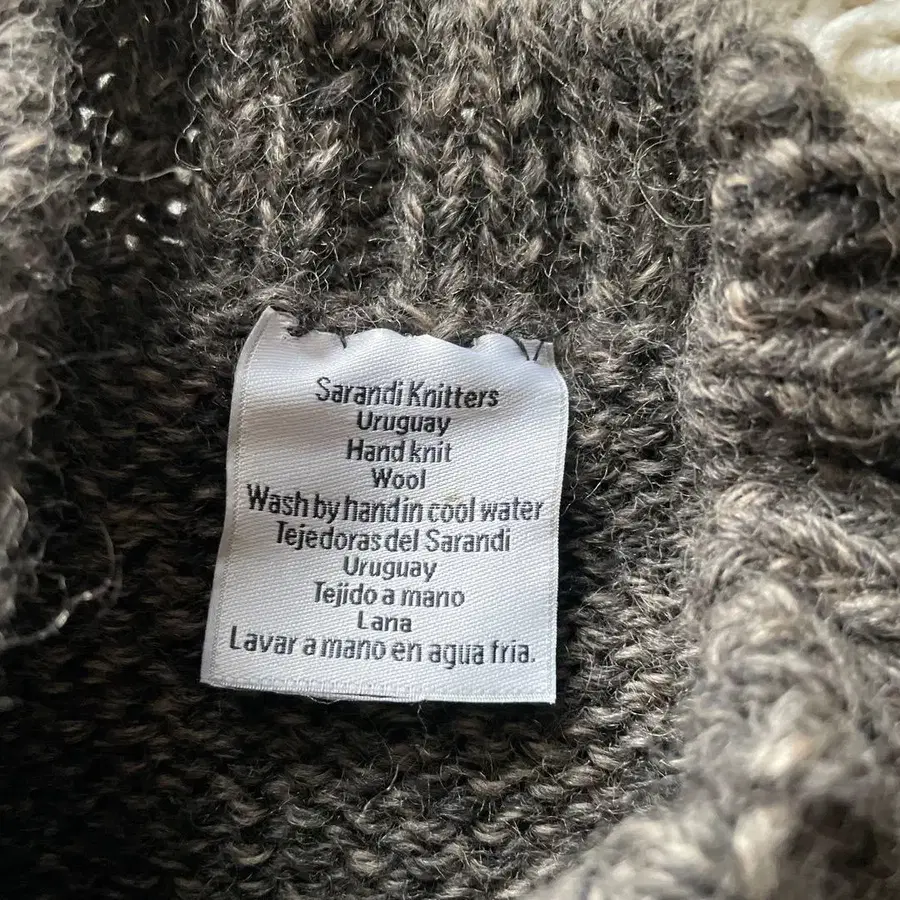 Sarandi Knitters
Uruguay
Hand knit
Wool
Wash by hand in cool water
Tejedoras del Sarandi
Uruguay
Tejido a mano
Lana
Lavar a mano en agua fria.